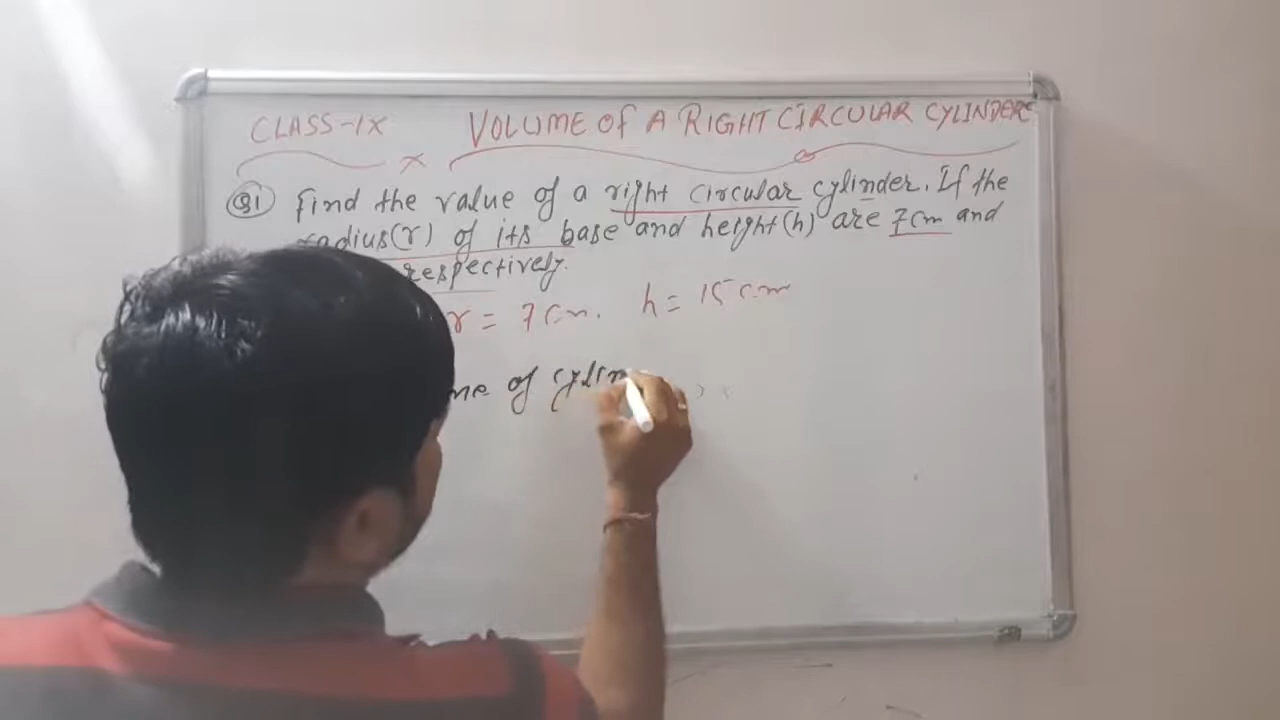 CLASS-IX VOLUME OF A RIGHT CIRCULAR CYLINDER
Q1 Find the value of a right circular cylinder. If the
radius(r) of its base and height(h) are 7cm and
respectively.
r = 7cm. h = 15cm
of cylin